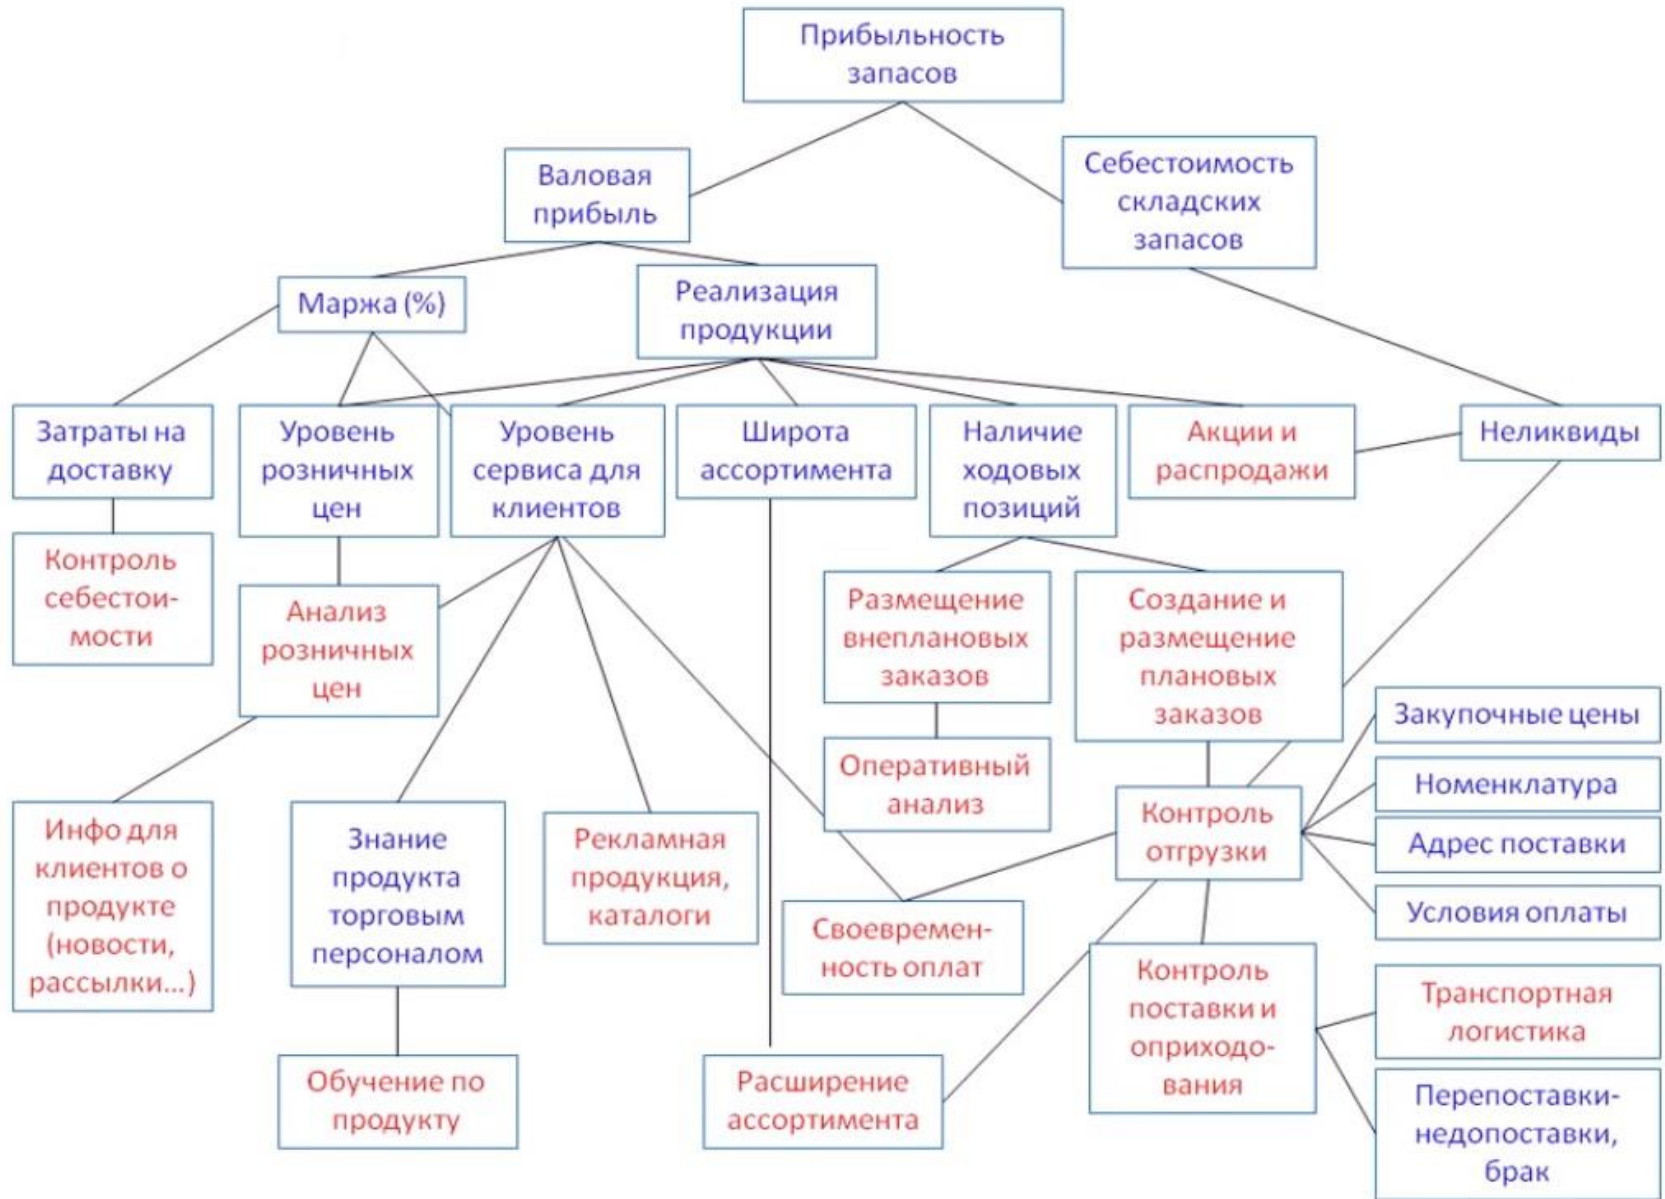 Прибыльность
запасов
Валовая
прибыль
Себестоимость
складских
запасов
Маржа (%)
Реализация
продукции
Затраты на
доставку
Уровень
розничных
цен
Уровень
сервиса для
клиентов
Широта
ассортимента
Наличие
ходовых
позиций
Акции и
распродажи
Неликвиды
Контроль
себестои-
мости
Анализ
розничных
цен
Размещение
внеплановых
заказов
Создание и
размещение
плановых
заказов
Закупочные цены
Оперативный
анализ
Номенклатура
Контроль
отгрузки
Адрес поставки
Условия оплаты
Инфо для
клиентов о
продукте
(новости,
рассылки...)
Знание
продукта
торговым
персоналом
Рекламная
продукция,
каталоги
Своевремен-
ность оплат
Контроль
поставки и
оприходо-
вания
Транспортная
логистика
Обучение по
продукту
Расширение
ассортимента
Перепоставки-
недопоставки,
брак